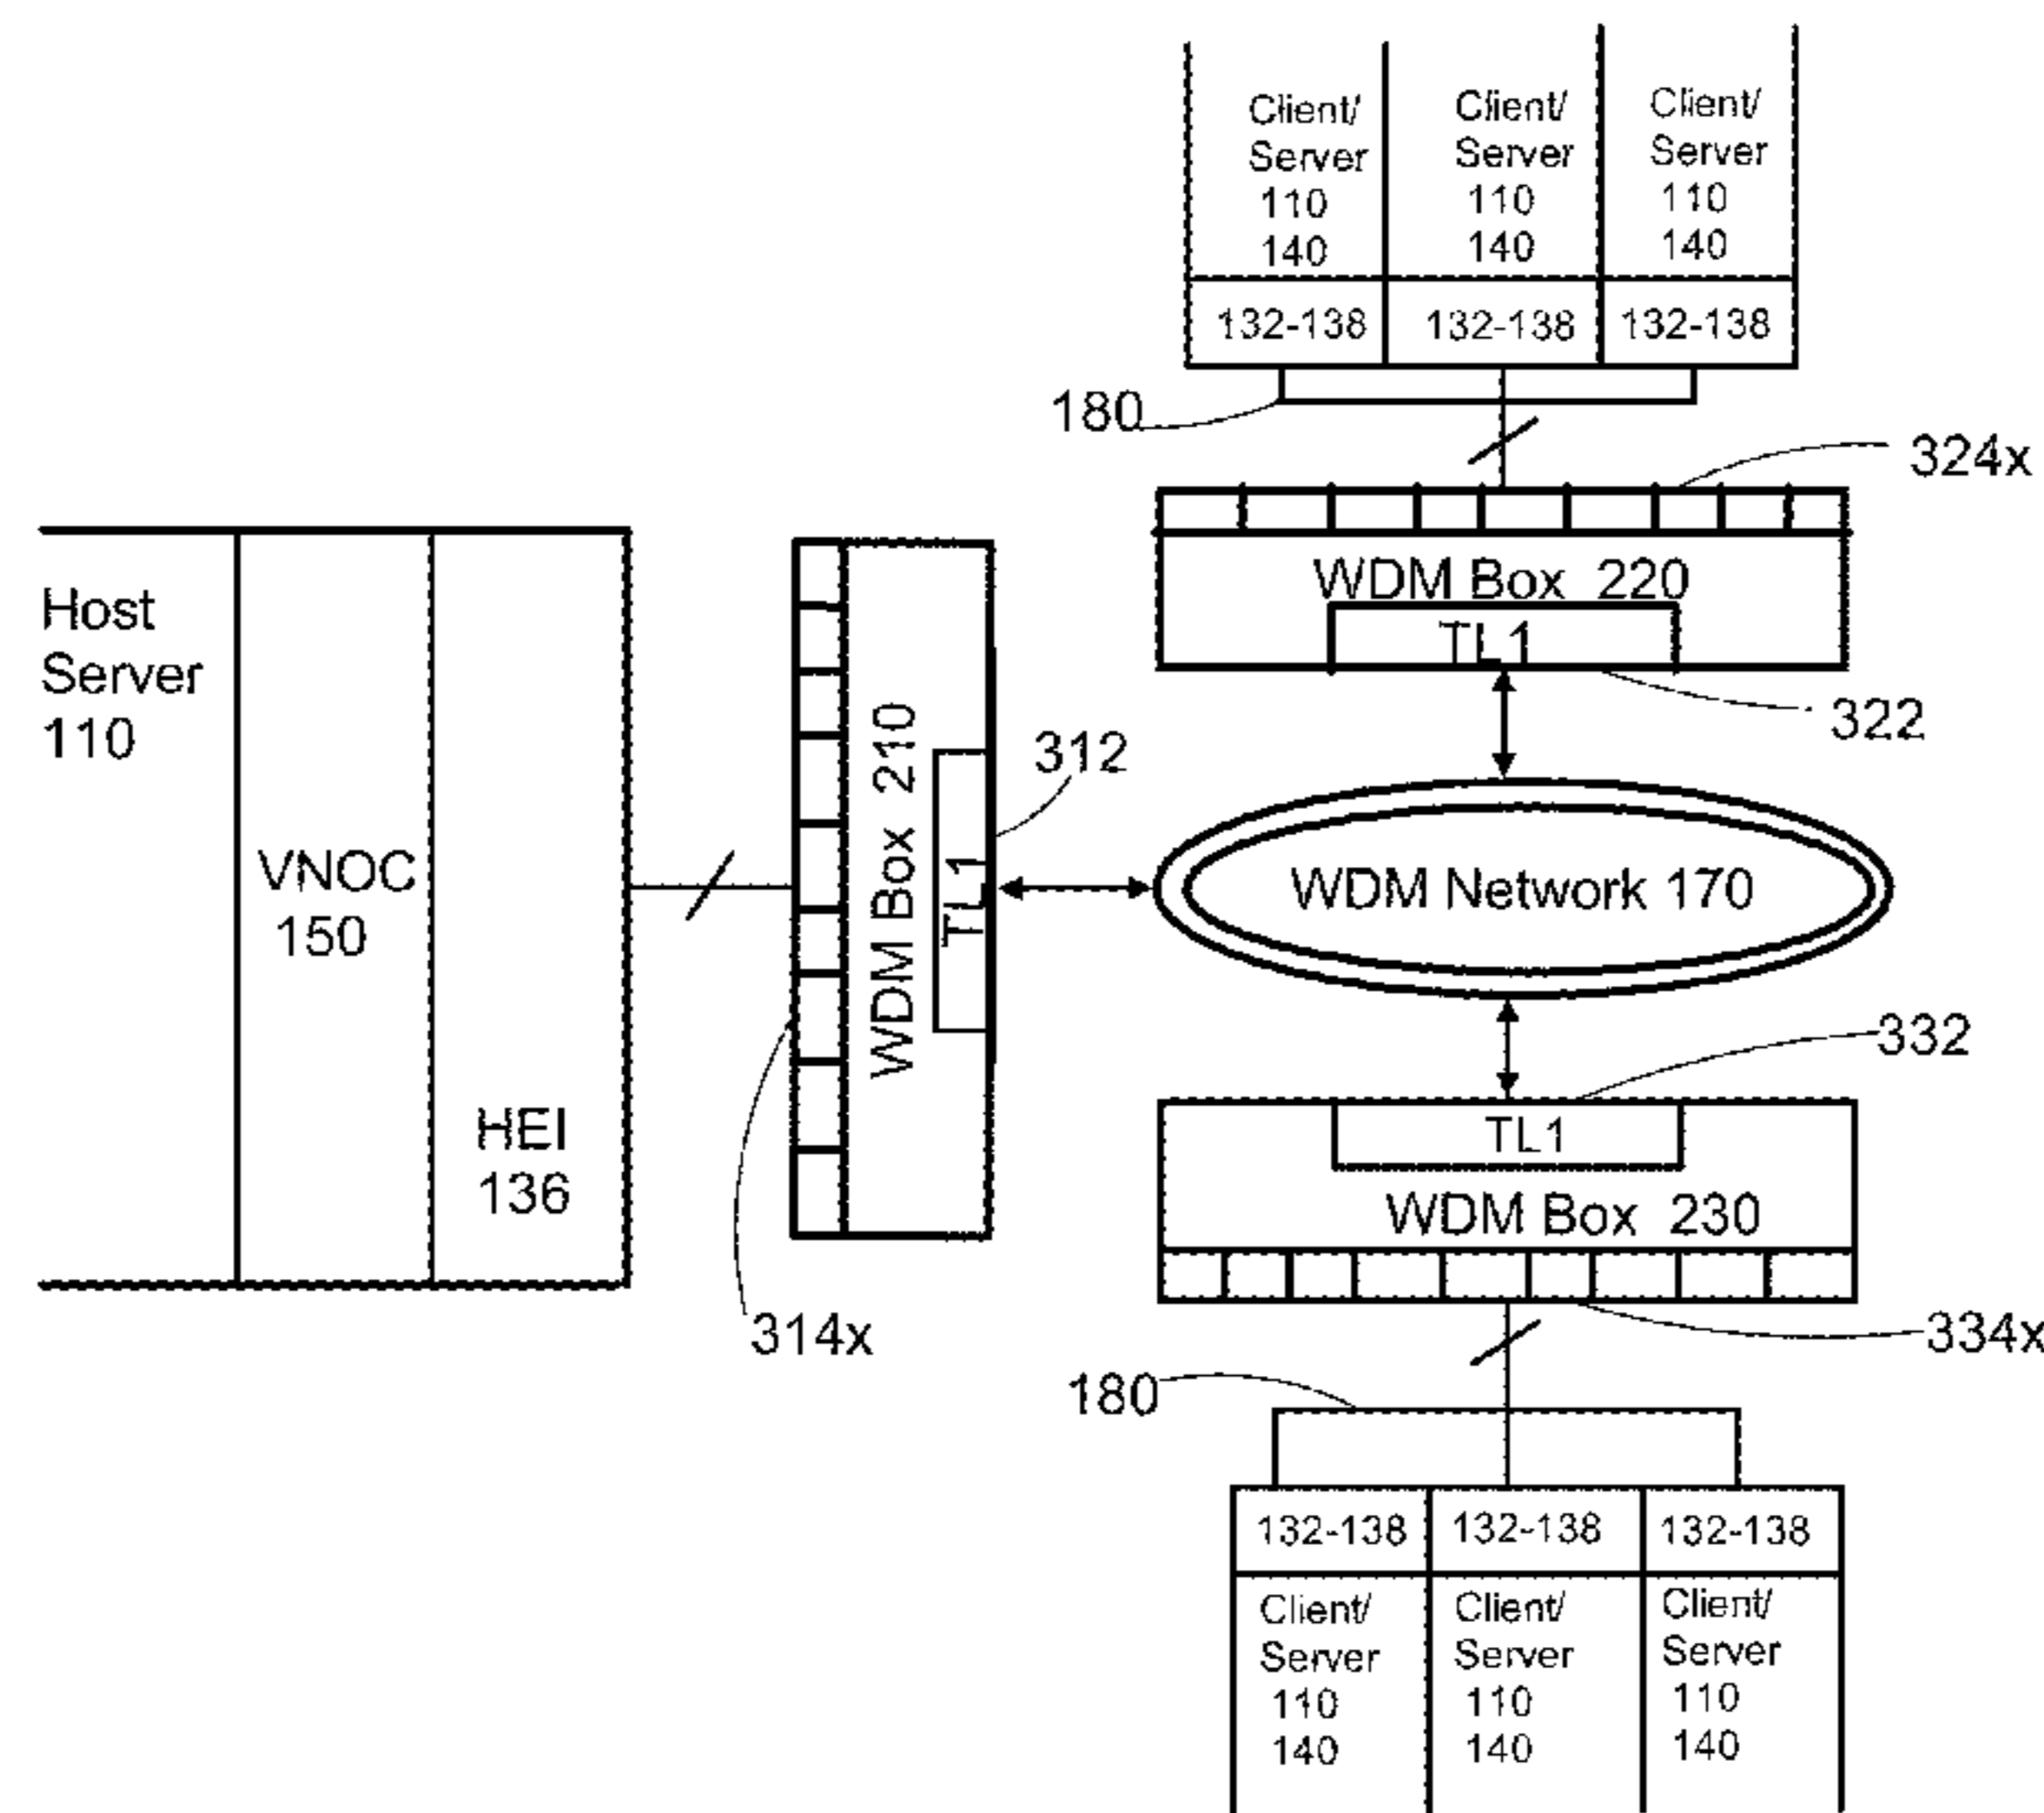 Client/
Server
110
140
Client/
Server
110
140
Client/
Server
110
140
132-138
132-138
132-138
180
324x
WDM Box 220
TL1
322
Host
Server
110
VNOC
150
HEI
136
WDM Box 210
TL1
312
314x
WDM Network 170
332
TL1
WDM Box 230
334x
180
132-138
132-138
132-138
Client/
Server
110
140
Client/
Server
110
140
Client/
Server
110
140